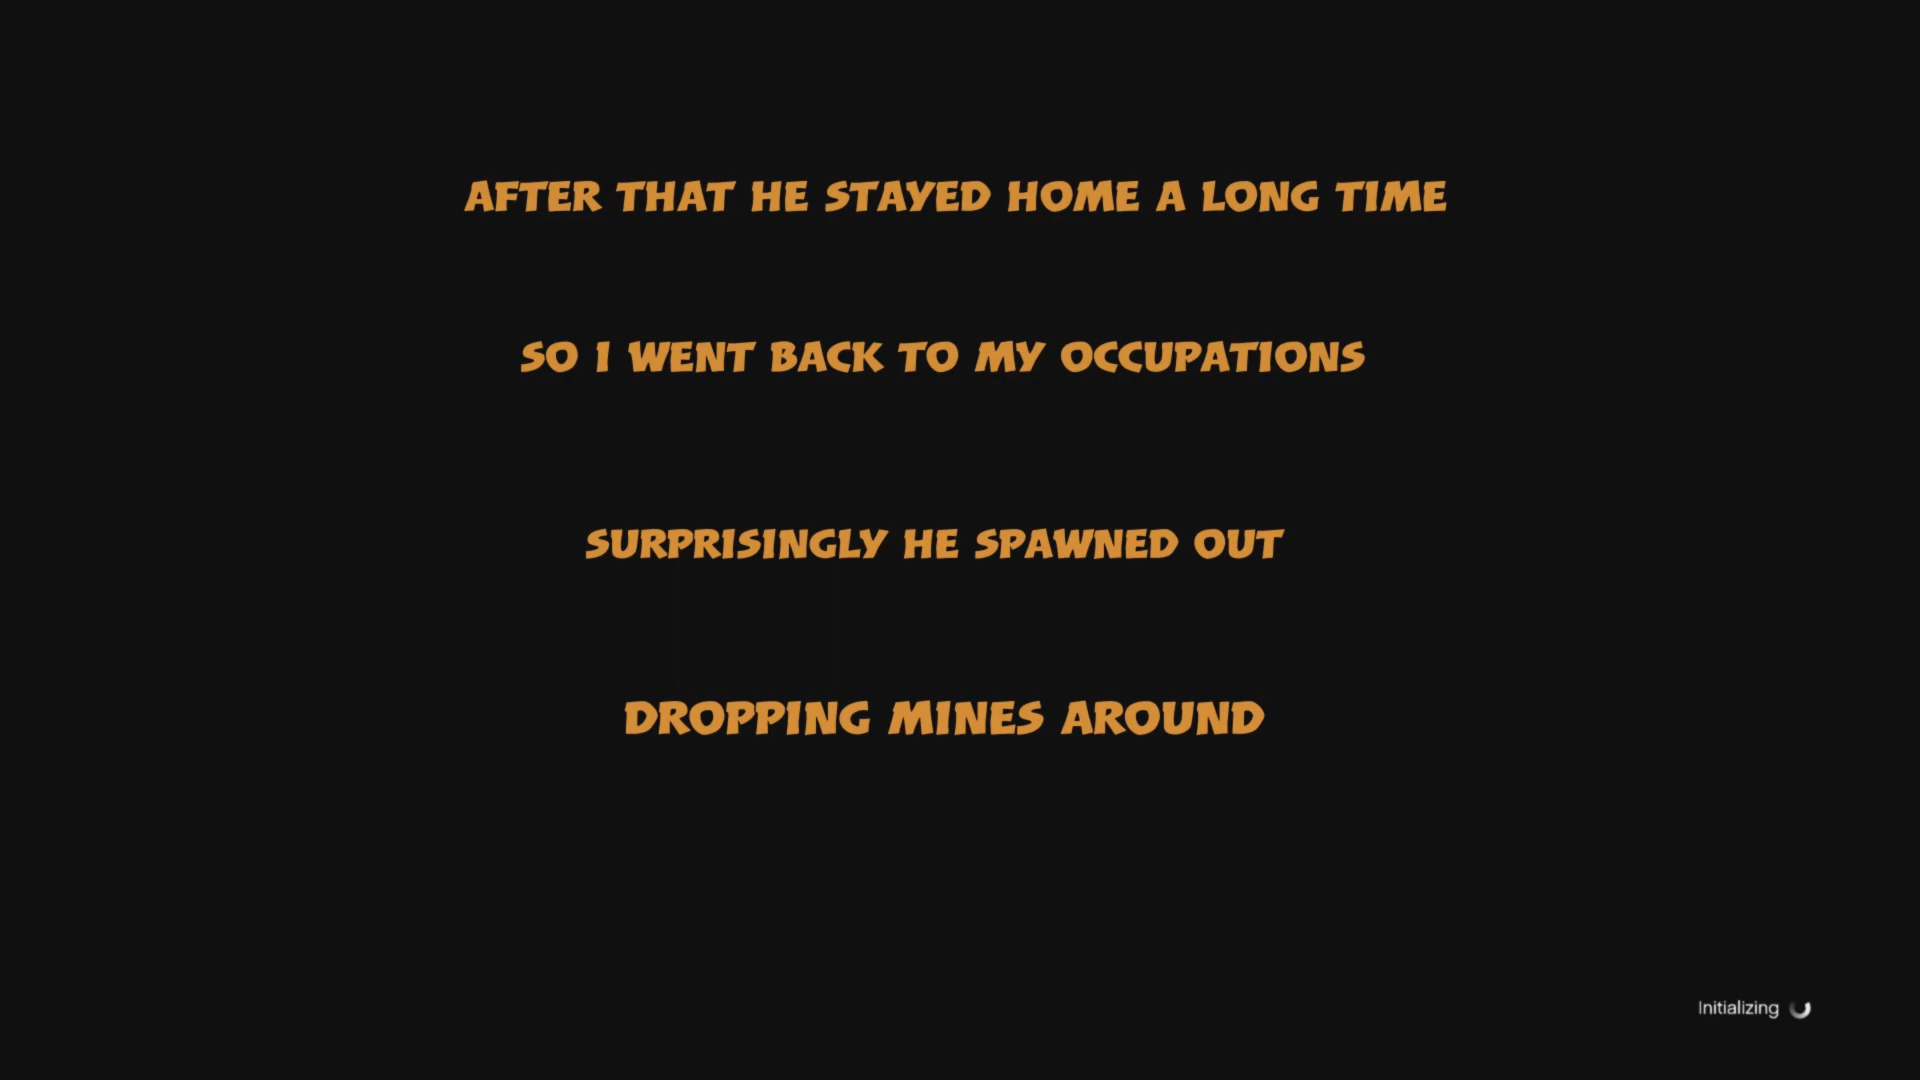 AFTER THAT HE STAYED HOME A LONG TIME
SO I WENT BACK TO MY OCCUPATIONS
SURPRISINGLY HE SPAWNED OUT
DROPPING MINES AROUND
Initializing